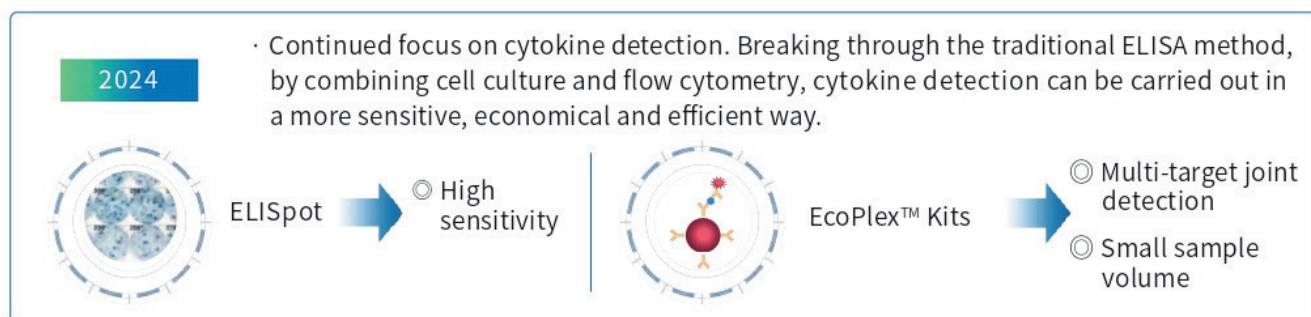 2024
· Continued focus on cytokine detection. Breaking through the traditional ELISA method,
by combining cell culture and flow cytometry, cytokine detection can be carried out in
a more sensitive, economical and efficient way.
ELISpot
◎ High
sensitivity
EcoPlex™ Kits
◎ Multi-target joint
detection
◎ Small sample
volume